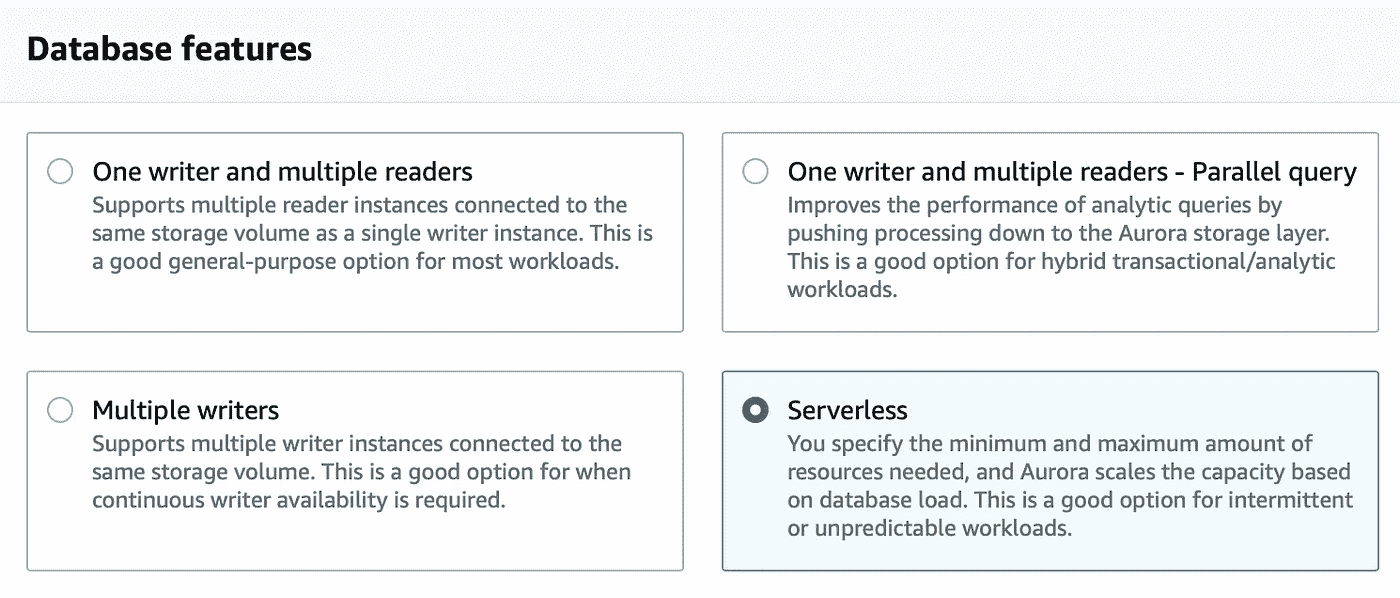 Database features
One writer and multiple readers
Supports multiple reader instances connected to the
same storage volume as a single writer instance. This is
a good general-purpose option for most workloads.
One writer and multiple readers - Parallel query
Improves the performance of analytic queries by
pushing processing down to the Aurora storage layer.
This is a good option for hybrid transactional/analytic
workloads.
Multiple writers
Supports multiple writer instances connected to the
same storage volume. This is a good option for when
continuous writer availability is required.
Serverless
You specify the minimum and maximum amount of
resources needed, and Aurora scales the capacity based
on database load. This is a good option for intermittent
or unpredictable workloads.